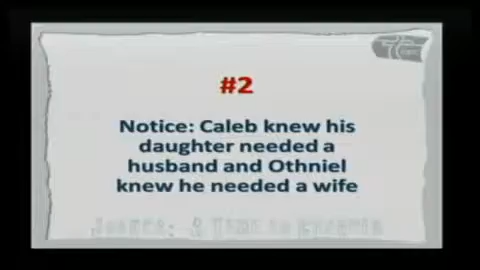 #2
Notice: Caleb knew his
daughter needed a
husband and Othniel
knew he needed a wife